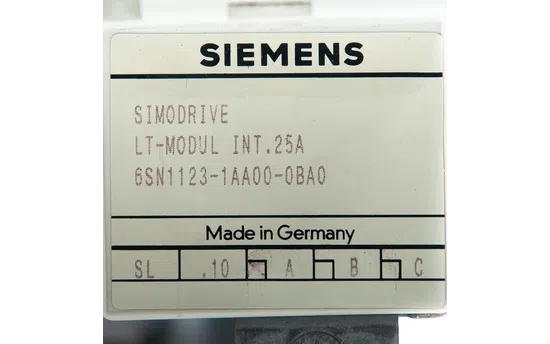 SIEMENS
SIMODRIVE
LT-MODUL INT.25A
6SN1123-1AA00-0BA0
Made in Germany
SL .10 A B C